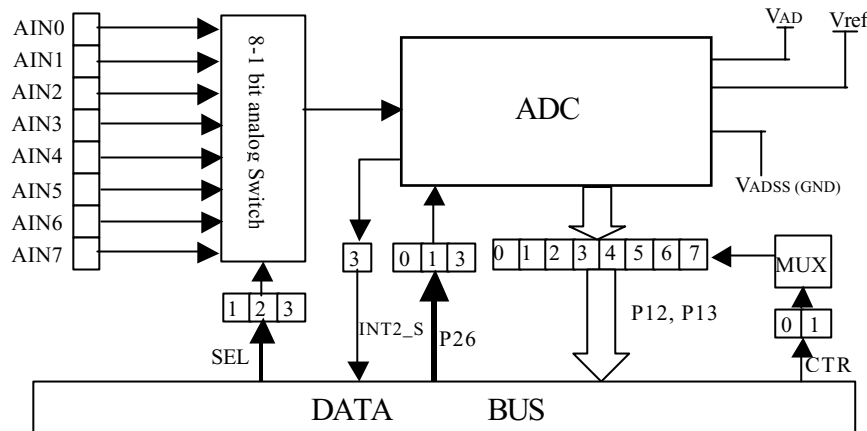 AIN0
AIN1
AIN2
AIN3
AIN4
AIN5
AIN6
AIN7
8-1 bit analog Switch
ADC
VAD
Vref
VADSS (GND)
3
0 1 3
0 1 2 3 4 5 6 7
MUX
1 2 3
0 1
SEL
INT2_S
P26
P12, P13
CTR
DATA BUS